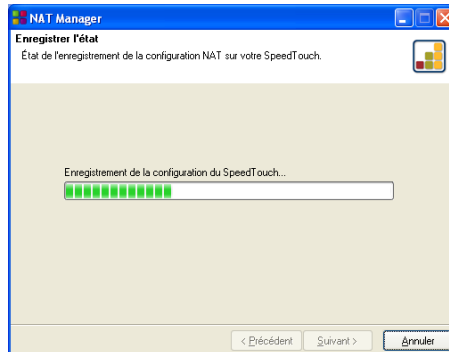 NAT Manager
Enregistrer l'état
État de l'enregistrement de la configuration NAT sur votre SpeedTouch.
Enregistrement de la configuration du SpeedTouch...
< Précédent Suivant > Annuler